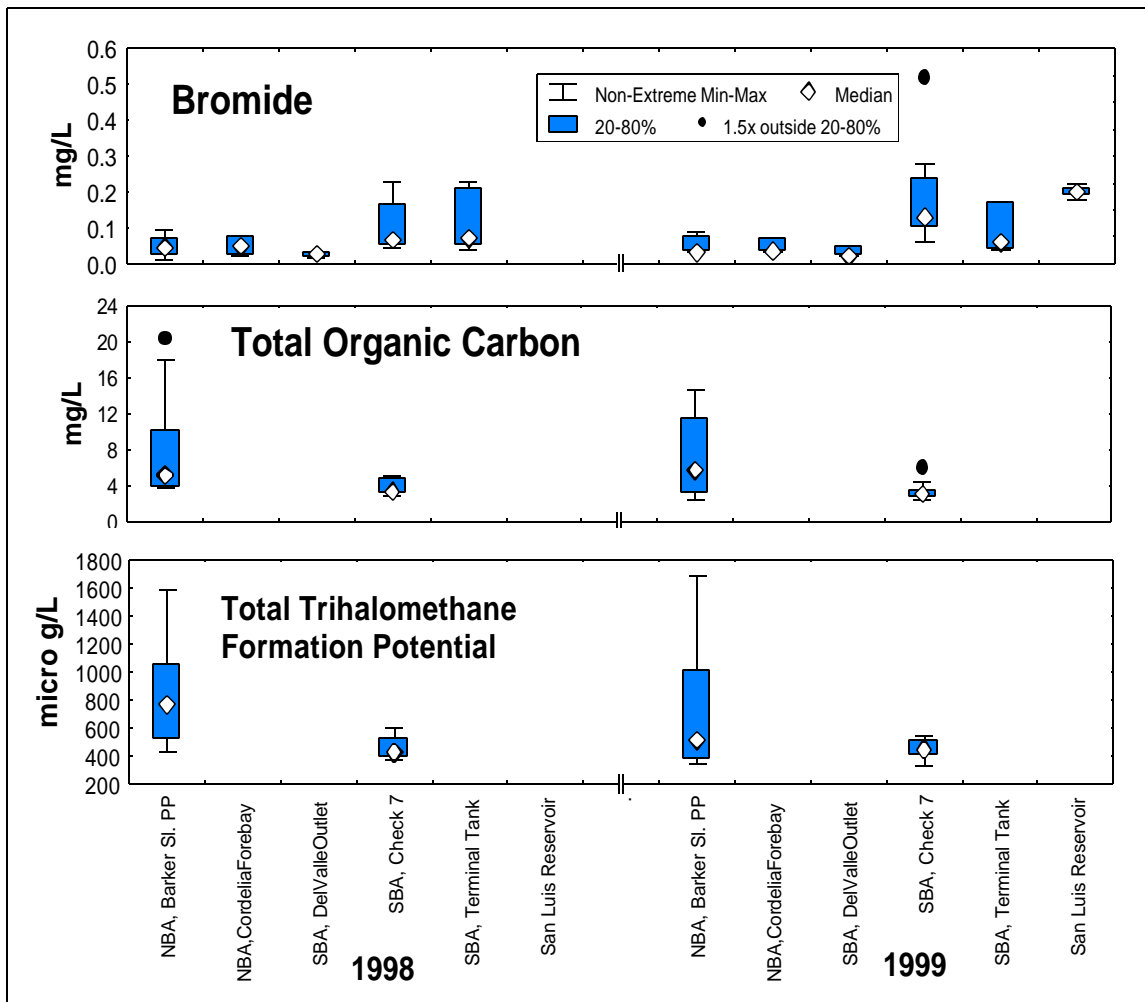 Bromide
mg/L
0.6
0.5
0.4
0.3
0.2
0.1
0.0
Non-Extreme Min-Max
Median
20-80%
1.5x outside 20-80%
Total Organic Carbon
mg/L
24
20
16
12
8
4
0
Total Trihalomethane
Formation Potential
micro g/L
1800
1600
1400
1200
1000
800
600
400
200
NBA, Barker Sl. PP
NBA,CordeliaForebay
SBA, DelValleOutlet
SBA, Check 7
SBA, Terminal Tank
San Luis Reservoir
NBA, Barker Sl. PP
NBA,CordeliaForebay
SBA, DelValleOutlet
SBA, Check 7
SBA, Terminal Tank
San Luis Reservoir
1998
1999